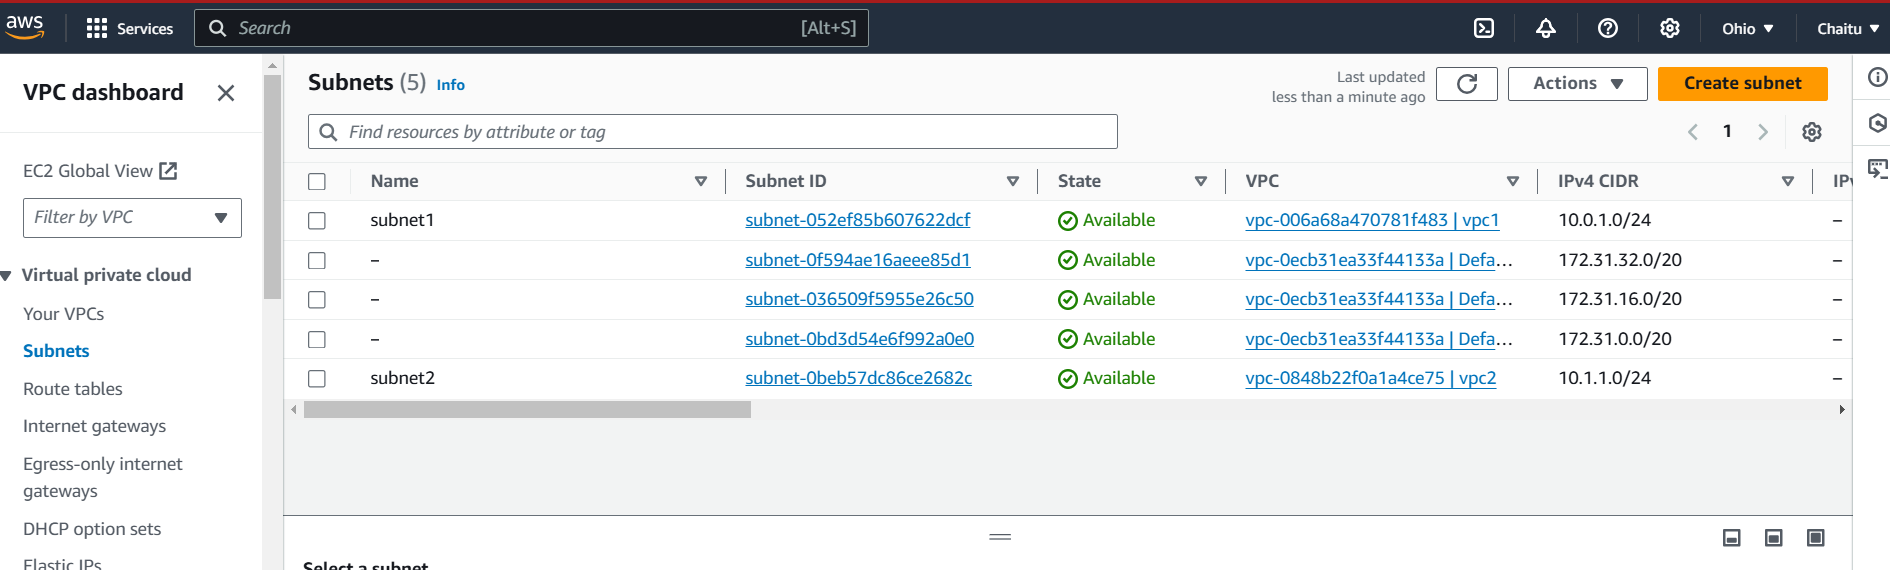 aws
Services
Search
[Alt+S]
Ohio
Chaitu
VPC dashboard
EC2 Global View
Filter by VPC
Virtual private cloud
Your VPCs
Subnets
Route tables
Internet gateways
Egress-only internet
gateways
DHCP option sets
Elastic IPs
Subnets (5) Info
Last updated
less than a minute ago
Actions
Create subnet
Find resources by attribute or tag
1
Name Subnet ID State VPC IPv4 CIDR IPv
subnet1 subnet-052ef85b607622dcf Available vpc-006a68a470781f483 | vpc1 10.0.1.0/24 –
– subnet-0f594ae16aeee85d1 Available vpc-0ecb31ea33f44133a | Defa... 172.31.32.0/20 –
– subnet-036509f5955e26c50 Available vpc-0ecb31ea33f44133a | Defa... 172.31.16.0/20 –
– subnet-0bd3d54e6f992a0e0 Available vpc-0ecb31ea33f44133a | Defa... 172.31.0.0/20 –
subnet2 subnet-0beb57dc86ce2682c Available vpc-0848b22f0a1a4ce75 | vpc2 10.1.1.0/24 –
Select a subnet